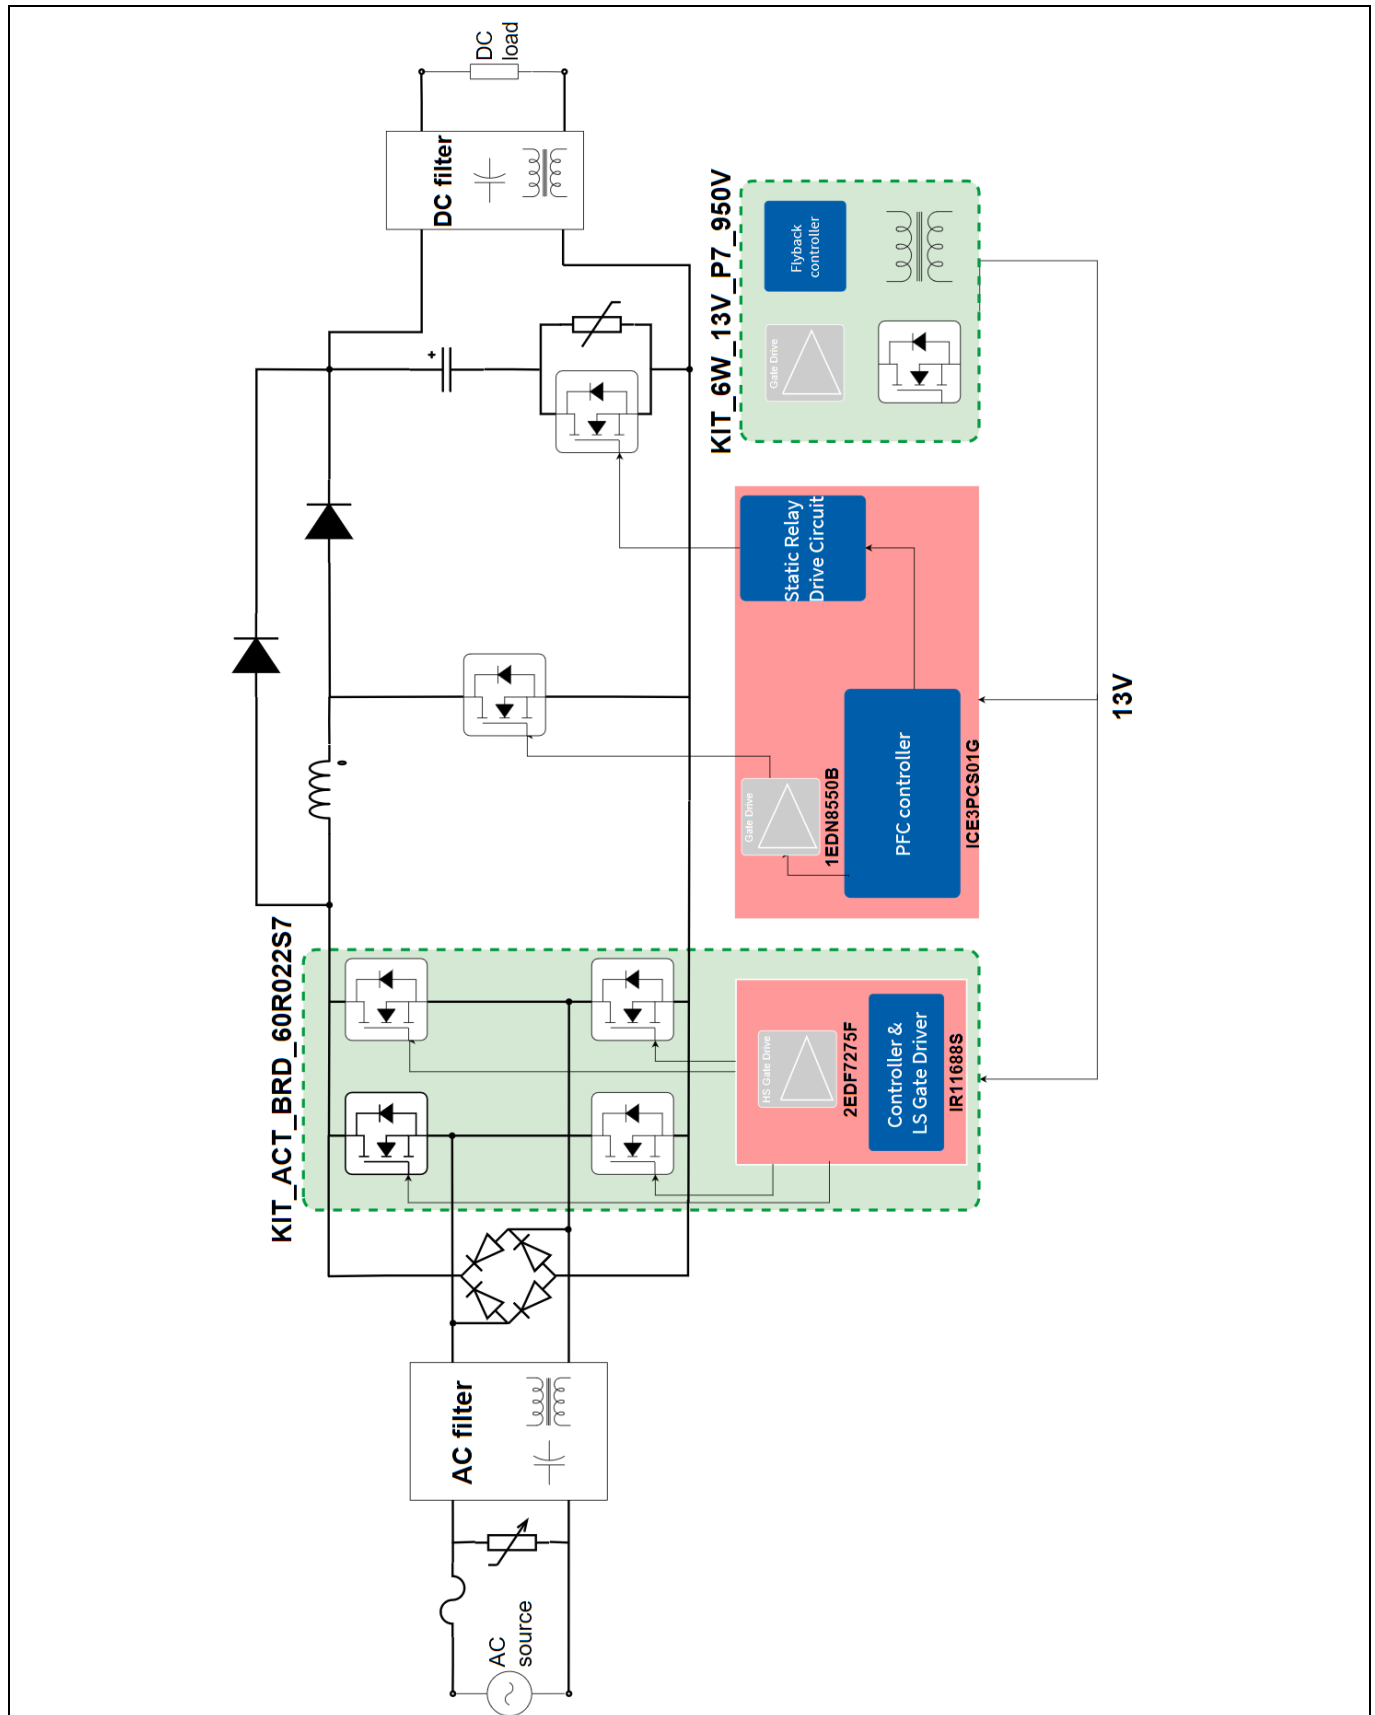 AC
source
AC filter
KIT_ACT_BRD_60R022S7
HS Gate Drive
2EDF7275F
Controller &
LS Gate Driver
IR11688S
Gate Drive
1EDN8550B
PFC controller
ICE3PCS01G
Static Relay
Drive Circuit
13V
KIT_6W_13V_P7_950V
Gate Drive
Flyback
controller
DC filter
DC
load
+